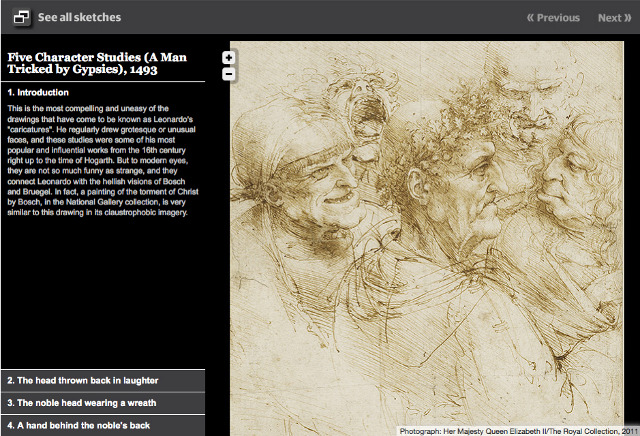 See all sketches
« Previous
Next »
Five Character Studies (A Man
Tricked by Gypsies), 1493
1. Introduction
This is the most compelling and uneasy of the
drawings that have come to be known as Leonardo's
"caricatures". He regularly drew grotesque or unusual
faces, and these studies were some of his most
popular and influential works from the 16th century
right up to the time of Hogarth. But to modern eyes,
they are not so much funny as strange, and they
connect Leonardo with the hellish visions of Bosch
and Bruegel. In fact, a painting of the torment of Christ
by Bosch, in the National Gallery collection, is very
similar to this drawing in its claustrophobic imagery.
2. The head thrown back in laughter
3. The noble head wearing a wreath
4. A hand behind the noble's back
Photograph: Her Majesty Queen Elizabeth II/The Royal Collection, 2011